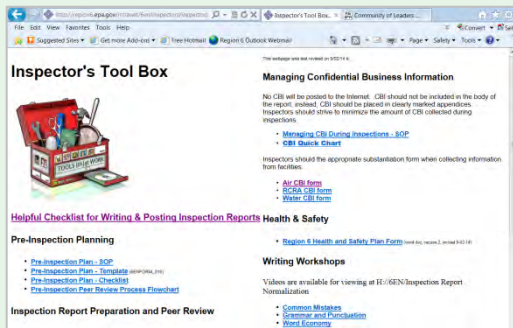 epa.gov
Inspector's Tool Box...
Community of Leaders ...
File Edit View Favorites Tools Help
Convert
Suggested Sites
Get more Add-ons
Free Hotmail
Region 6 Outlook Webmail
Page Safety Tools
Inspector's Tool Box
TOOLS WORK
Helpful Checklist for Writing & Posting Inspection Reports
Pre-Inspection Planning
Pre-Inspection Plan - SOP
Pre-Inspection Plan - Template
Pre-Inspection Plan - Checklist
Pre-Inspection Peer Review Process Flowchart
Inspection Report Preparation and Peer Review
The webpage was last revised on
Managing Confidential Business Information
No CBI will be posted to the Internet. CBI should not be included in the body of
the report; instead, CBI should be placed in clearly marked appendices.
Inspectors should strive to minimize the amount of CBI collected during
inspections.
Managing CBI During Inspections - SOP
CBI Quick Chart
Inspectors should the appropriate substantiation form when collecting information
from facilities.
Air CBI form
RCRA CBI form
Water CBI form
Health & Safety
Region 6 Health and Safety Plan Form
Writing Workshops
Videos are available for viewing at H://6EN/Inspection Report
Normalization
Common Mistakes
Grammar and Punctuation
Word Economy